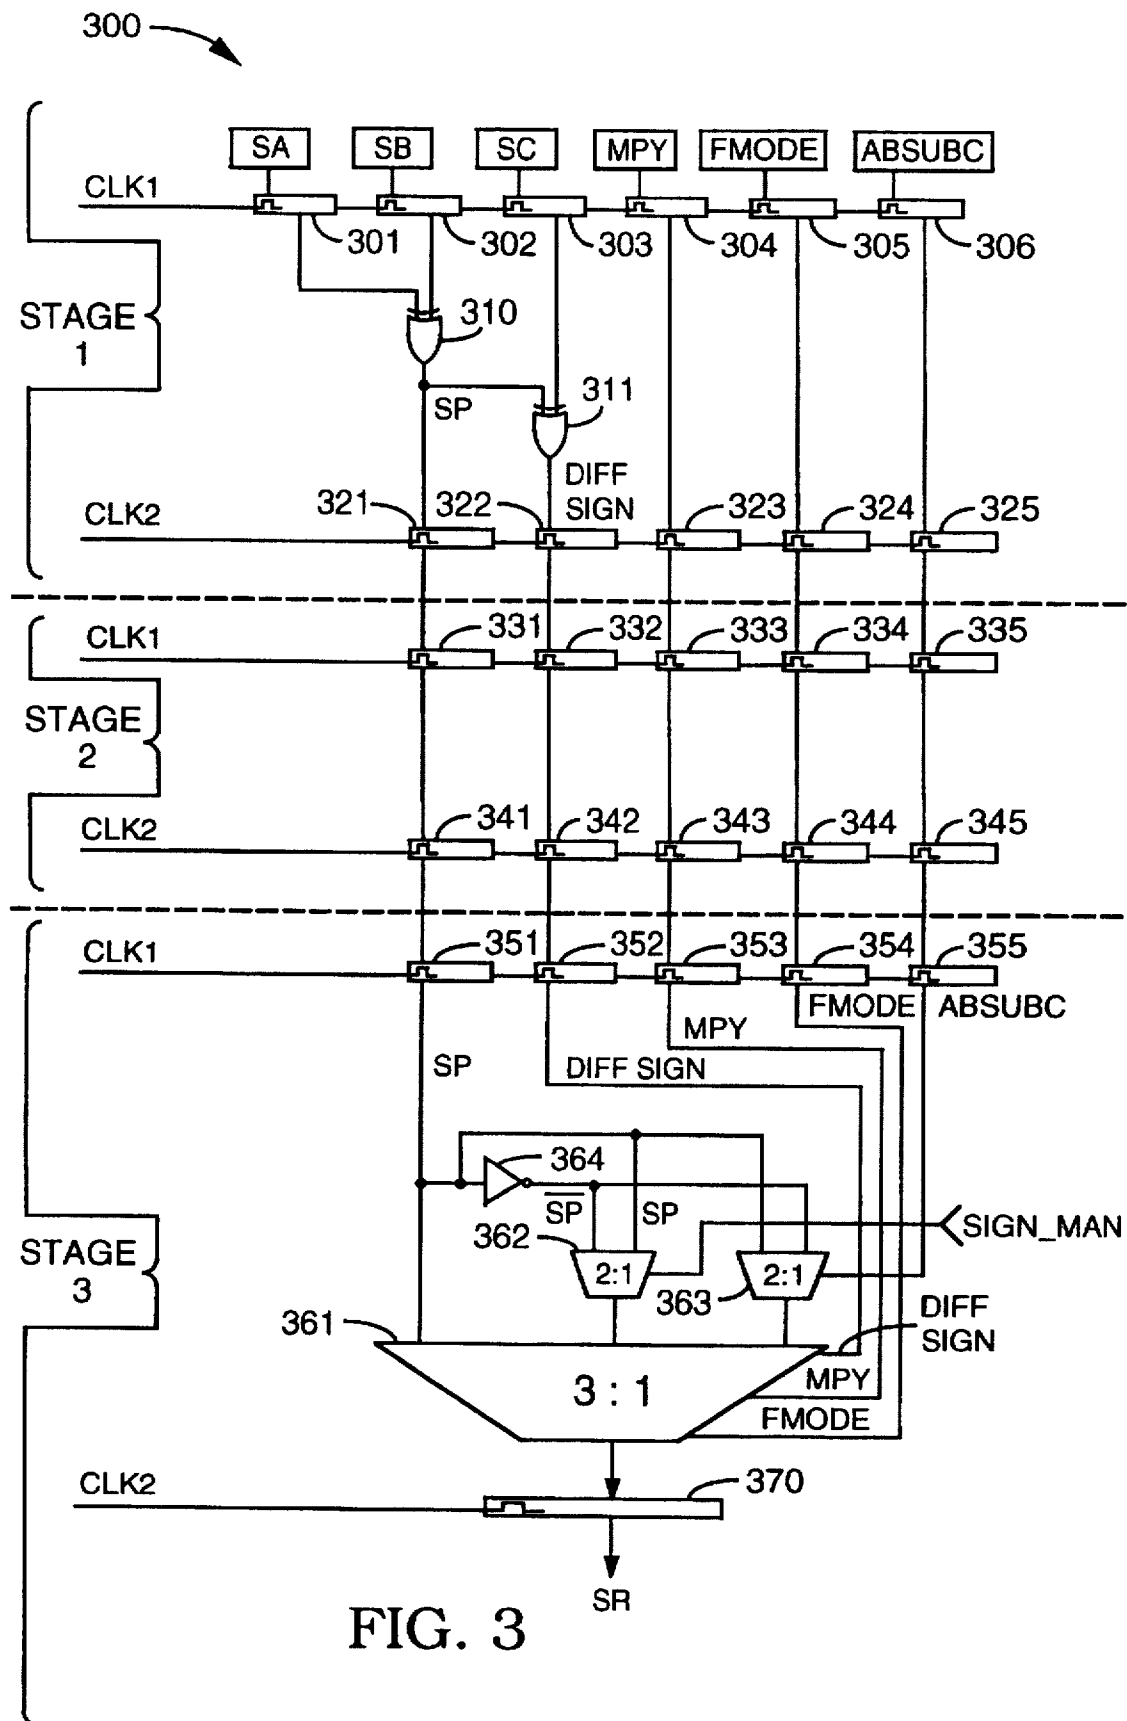 300
SA SB SC MPY FMODE ABSUBC
CLK1
301 302 303 304 305 306
STAGE
1
310
SP
311
DIFF
SIGN
CLK2
321 322 323 324 325
CLK1
331 332 333 334 335
STAGE
2
CLK2
341 342 343 344 345
CLK1
351 352 353 354 355
FMODE ABSUBC
MPY
SP
DIFF SIGN
364
SP SP
SIGN_MAN
362
STAGE
3
2:1 2:1
363
361
DIFF
SIGN
3 : 1
MPY
FMODE
CLK2
370
SR
FIG. 3